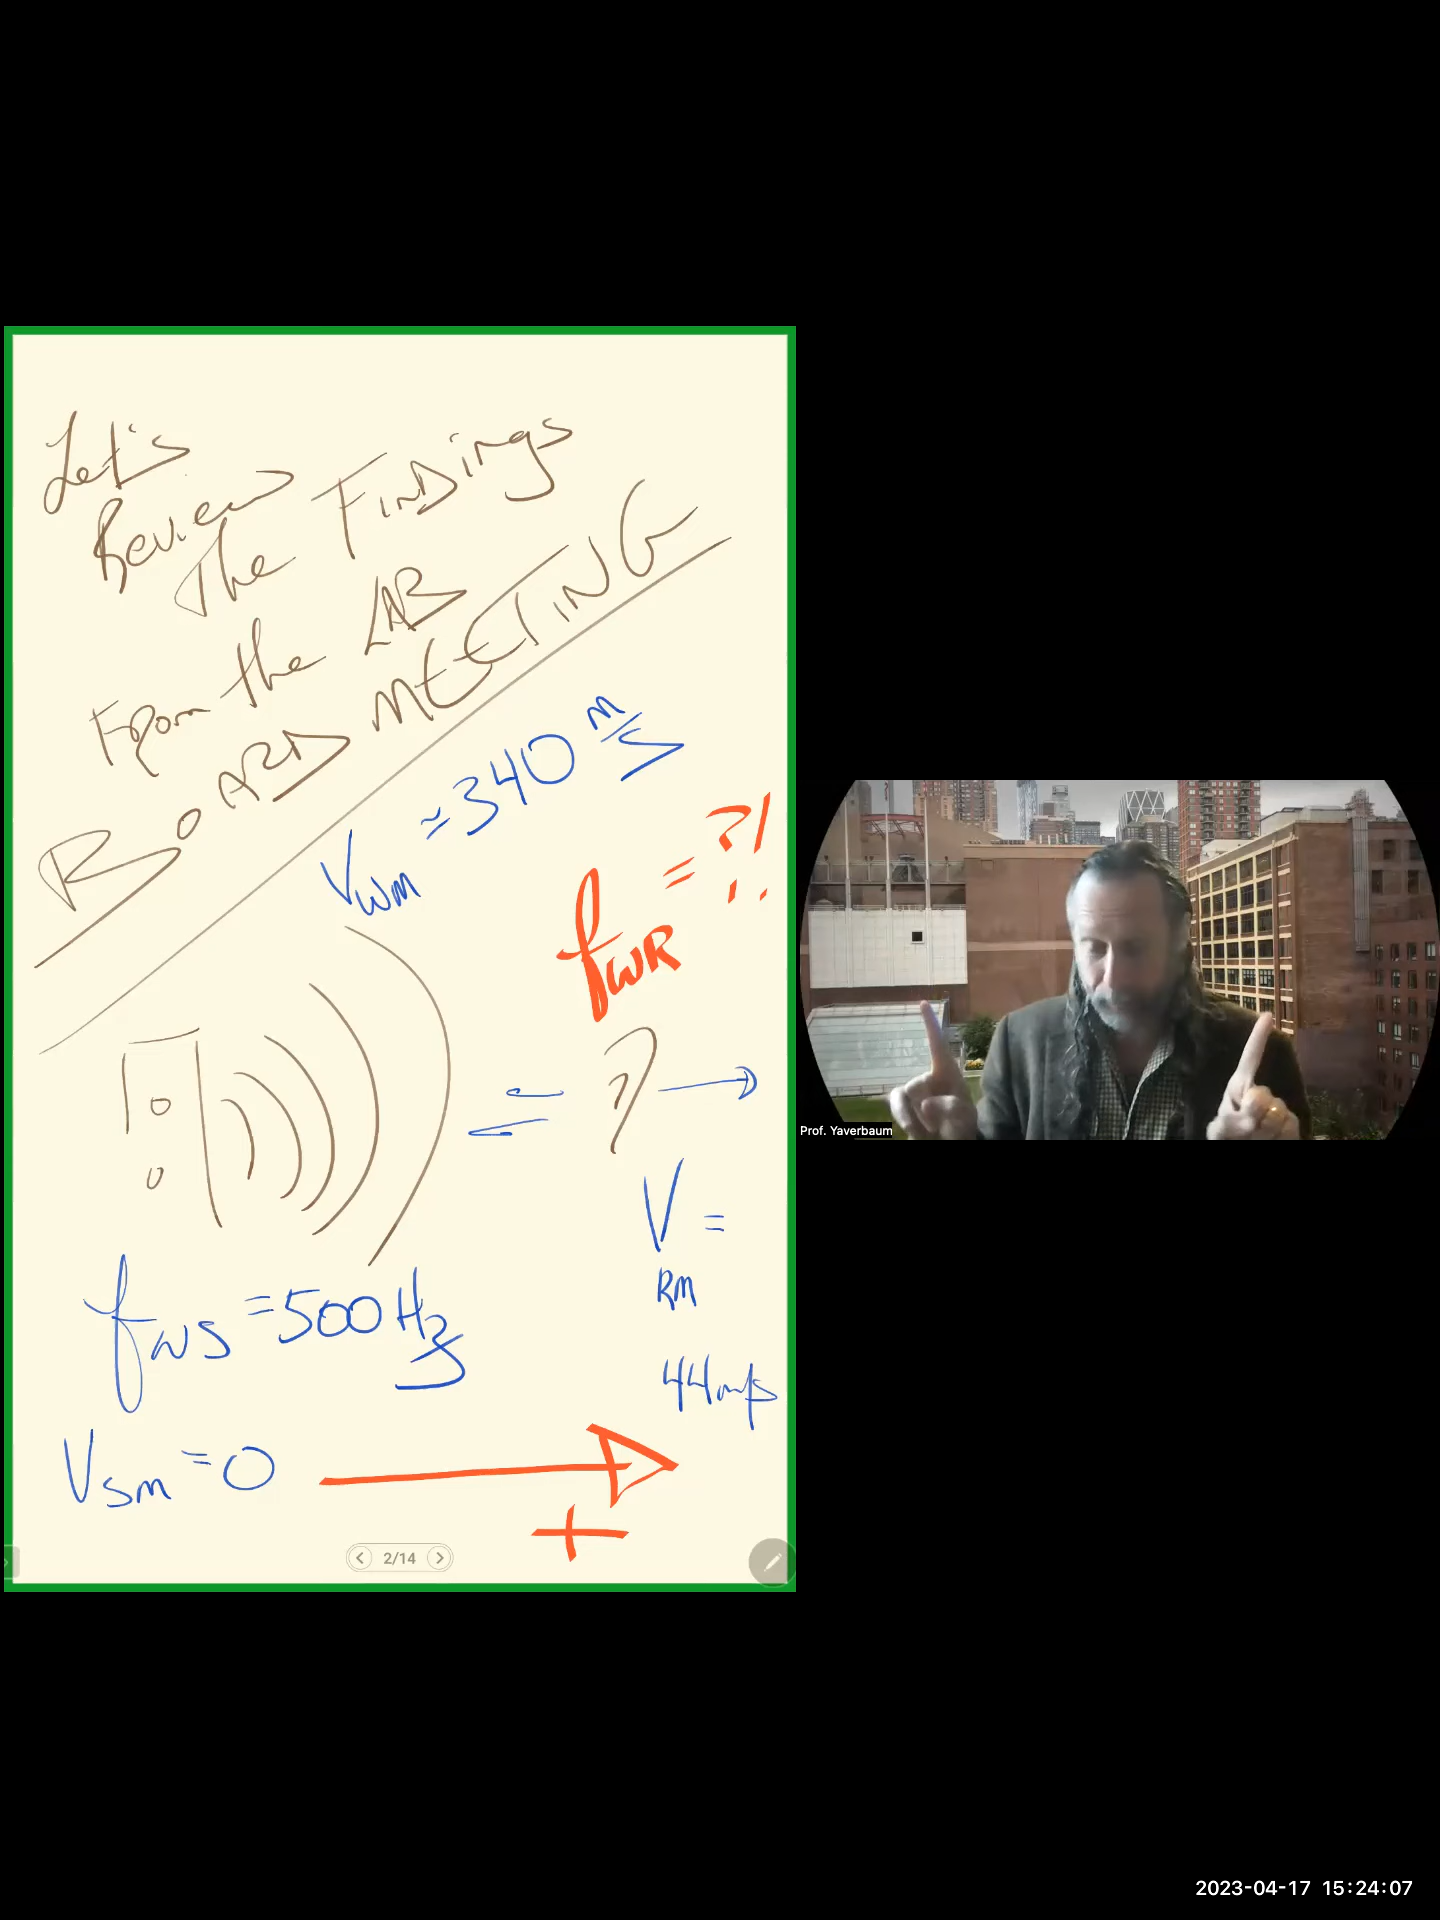 Let's
Review
The Findings
From the LAB
BOARD MEETING
VWM ≈ 340 M/S
fWR = ?!
fWS = 500 Hz
V =
RM
44 m/s
VSM = 0
+
2/14
Prof. Yaverbaum
2023-04-17 15:24:07